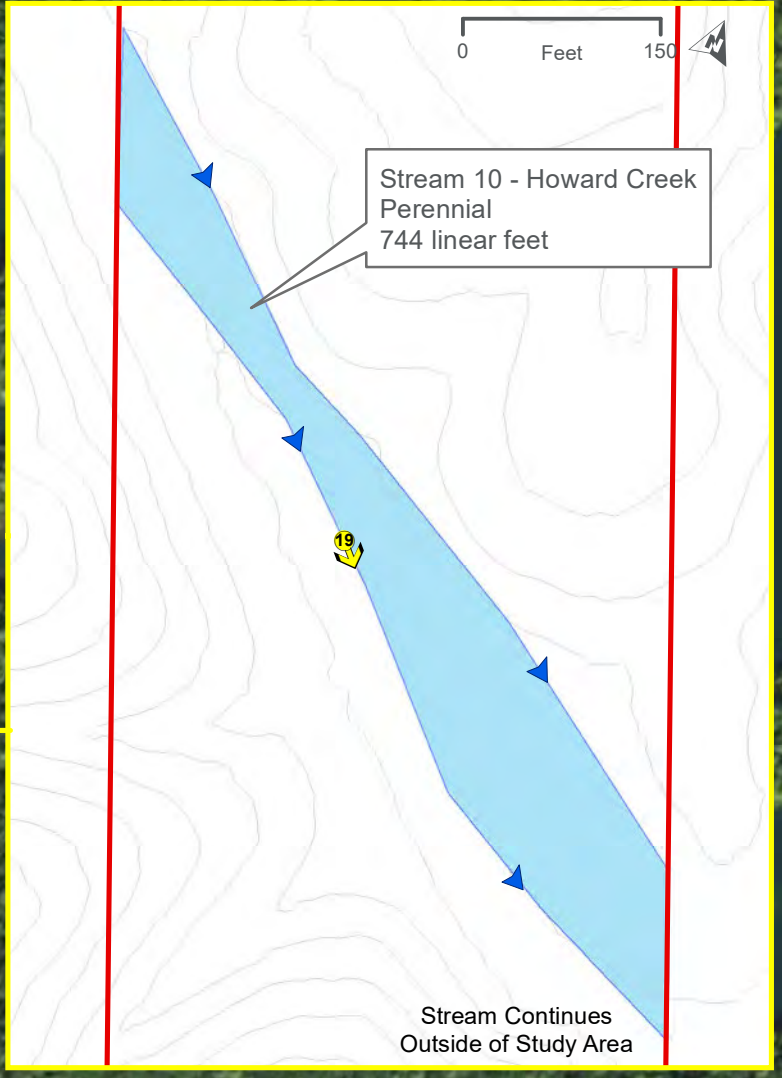 0 Feet 150
N
Stream 10 - Howard Creek
Perennial
744 linear feet
19
Stream Continues
Outside of Study Area